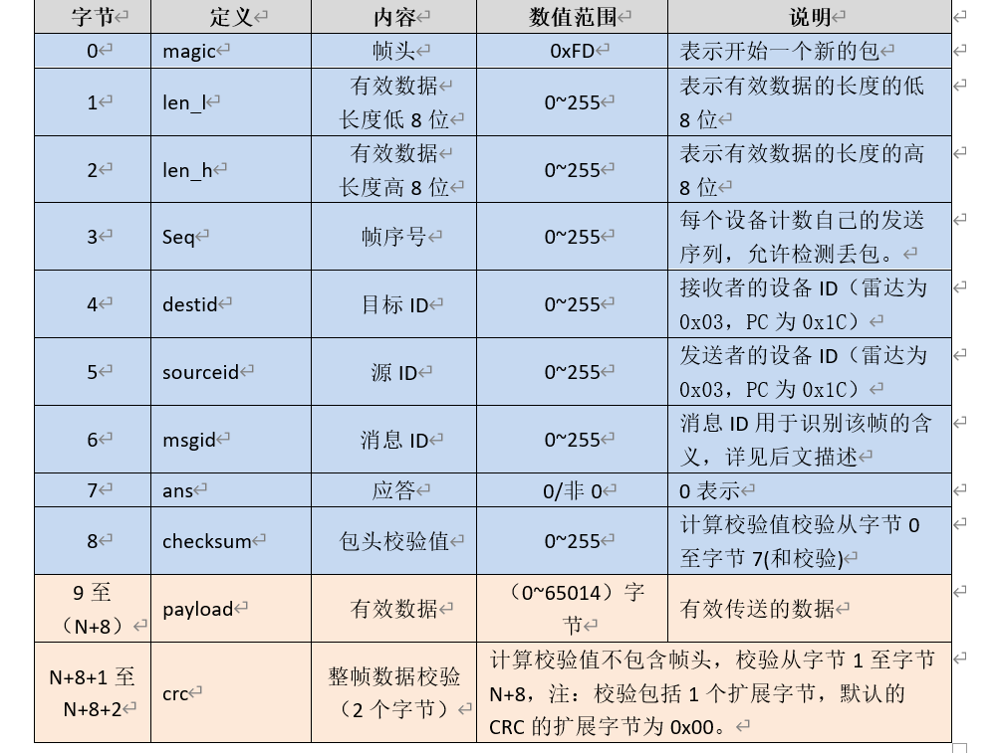 字节 定义 内容 数值范围 说明
0 magic 帧头 0xFD 表示开始一个新的包
1 len_l 有效数据 0~255 表示有效数据的长度的低
长度低 8 位 8 位
2 len_h 有效数据 0~255 表示有效数据的长度的高
长度高 8 位 8 位
3 Seq 帧序号 0~255 每个设备计数自己的发送
序列，允许检测丢包。
4 destid 目标 ID 0~255 接收者的设备 ID（雷达为
0x03，PC 为 0x1C）
5 sourceid 源 ID 0~255 发送者的设备 ID（雷达为
0x03，PC 为 0x1C）
6 msgid 消息 ID 0~255 消息 ID 用于识别该帧的含
义，详见后文描述
7 ans 应答 0/非 0 0 表示
8 checksum 包头校验值 0~255 计算校验值校验从字节 0
至字节 7(和校验)
9 至 payload 有效数据 （0~65014）字 有效传送的数据
（N+8） 节
N+8+1 至 crc 整帧数据校验 计算校验值不包含帧头，校验从字节 1 至字节
N+8+2 （2 个字节） N+8，注：校验包括 1 个扩展字节，默认的
CRC 的扩展字节为 0x00。